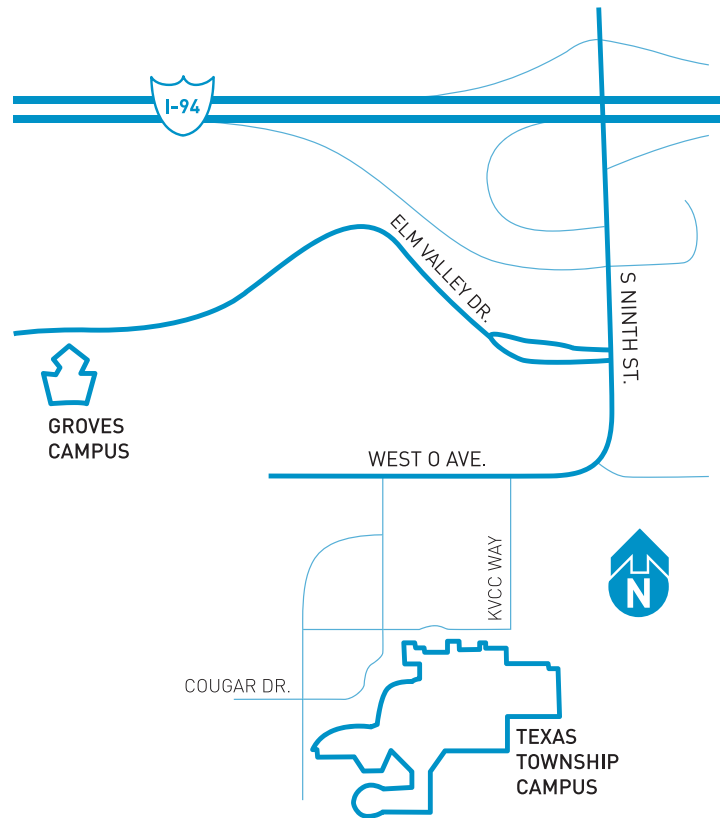 I-94
ELM VALLEY DR.
S NINTH ST.
GROVES
CAMPUS
WEST O AVE.
KVCC WAY
N
COUGAR DR.
TEXAS
TOWNSHIP
CAMPUS